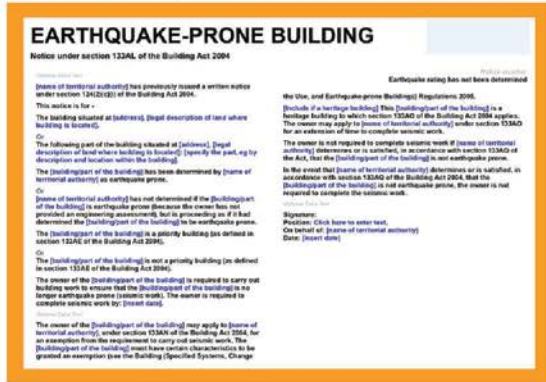 EARTHQUAKE-PRONE BUILDING
Notice under section 133AL of the Building Act 2004
[name of territorial authority] has previously issued a written notice
under section 124(2)(c)(i) of the Building Act 2004.
This notice is for -
The building situated at [address], [legal description of land where
building is located].
Or
The following part of the building situated at [address], [legal
description of land where building is located]: [specify the part, eg by
description and location within the building].
The [building/part of the building] has been determined by [name of
territorial authority] as earthquake prone.
Or
[name of territorial authority] has not determined if the [building/part
of the building] is earthquake prone (because the owner has not
provided an engineering assessment), but is proceeding as if it had
determined the [building/part of the building] to be earthquake prone.
The [building/part of the building] is a priority building (as defined in
section 133AE of the Building Act 2004).
Or
The [building/part of the building] is not a priority building (as defined
in section 133AE of the Building Act 2004).
The owner of the [building/part of the building] is required to carry out
building work to ensure that the [building/part of the building] is no
longer earthquake prone (seismic work). The owner is required to
complete seismic work by: [insert date].
The owner of the [building/part of the building] may apply to [name of
territorial authority], under section 133AN of the Building Act 2004, for
an exemption from the requirement to carry out seismic work. The
[building/part of the building] must have certain characteristics to be
granted an exemption (see the Building (Specified Systems, Change
Earthquake rating has not been determined
the Use, and Earthquake-prone Buildings) Regulations 2005.
[Include if a heritage building] This [building/part of the building] is a
heritage building to which section 133AO of the Building Act 2004 applies.
The owner may apply to [name of territorial authority] under section 133AO
for an extension of time to complete seismic work.
The owner is not required to complete seismic work if [name of territorial
authority] determines or is satisfied, in accordance with section 133AQ of
the Act, that the [building/part of the building] is not earthquake prone.
In the event that [name of territorial authority] determines or is satisfied, in
accordance with section 133AQ of the Building Act 2004, that the
[building/part of the building] is not earthquake prone, the owner is not
required to complete the seismic work.
Signature:
Position: Click here to enter text.
On behalf of: [name of territorial authority]
Date: [insert date]